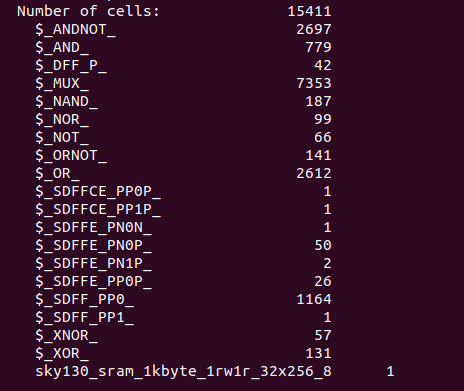 Number of cells: 15411
$_ANDNOT_ 2697
$_AND_ 779
$_DFF_P_ 42
$_MUX_ 7353
$_NAND_ 187
$_NOR_ 99
$_NOT_ 66
$_ORNOT_ 141
$_OR_ 2612
$_SDFFCE_PP0P_ 1
$_SDFFCE_PP1P_ 1
$_SDFFE_PN0N_ 1
$_SDFFE_PN0P_ 50
$_SDFFE_PN1P_ 2
$_SDFFE_PP0P_ 26
$_SDFF_PP0_ 1164
$_SDFF_PP1_ 1
$_XNOR_ 57
$_XOR_ 131
sky130_sram_1kbyte_1rw1r_32x256_8 1